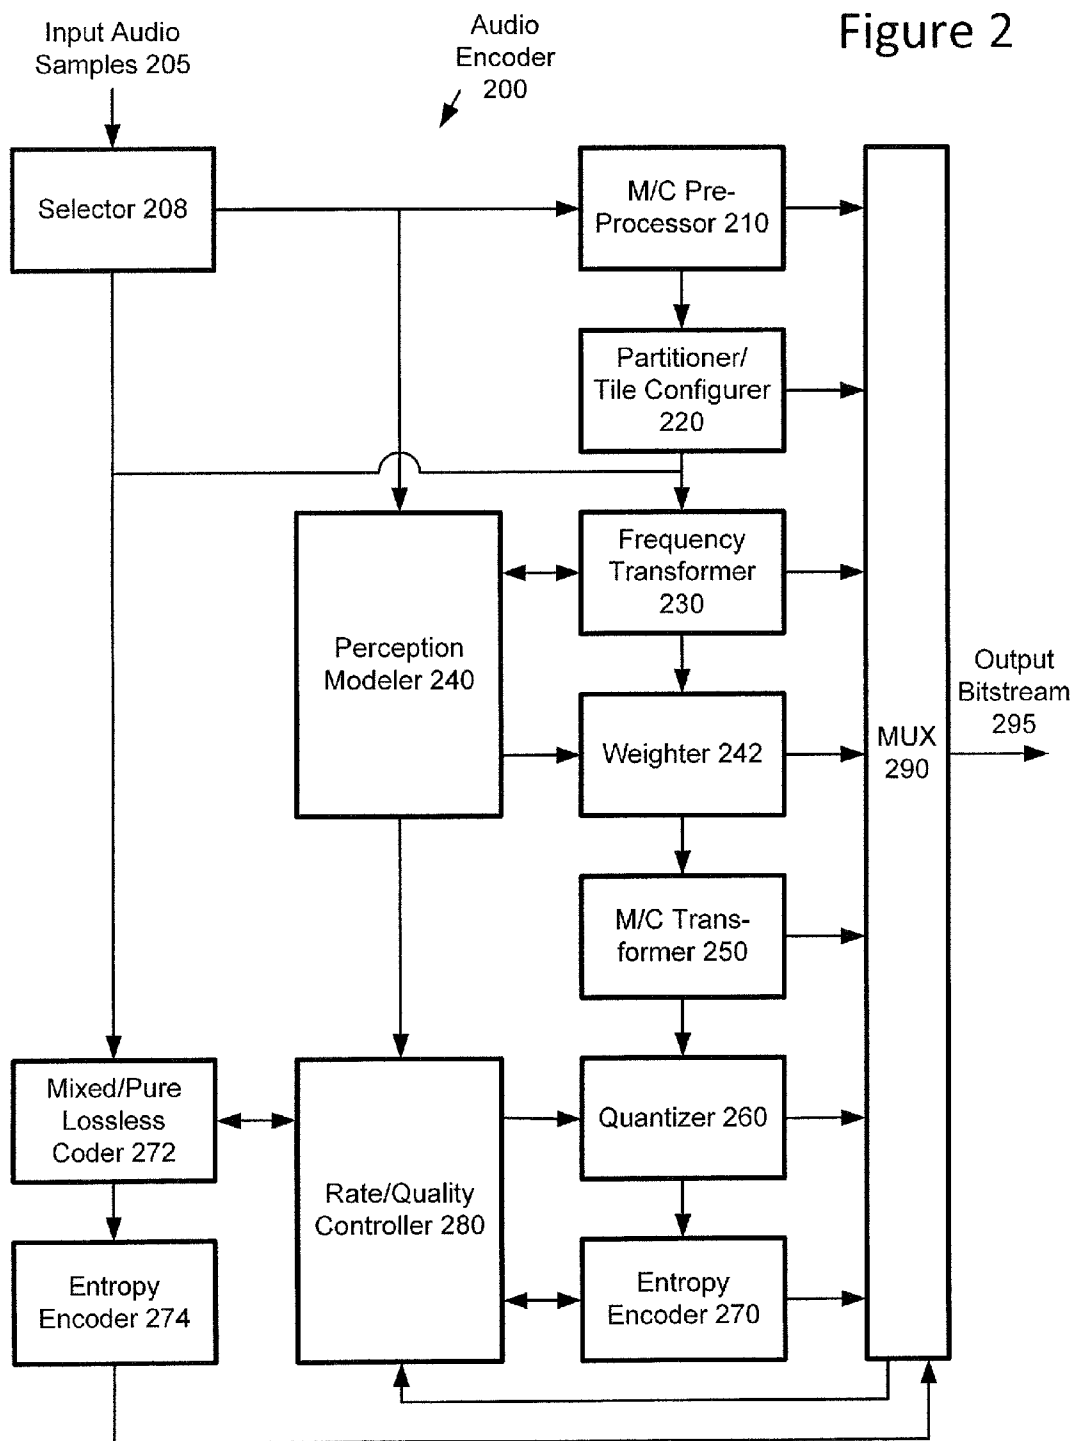 Figure 2
Input Audio
Samples 205
Audio
Encoder
200
Selector 208
M/C Pre-
Processor 210
Partitioner/
Tile Configurer
220
Frequency
Transformer
230
Perception
Modeler 240
Weighter 242
MUX
290
Output
Bitstream
295
M/C Trans-
former 250
Mixed/Pure
Lossless
Coder 272
Quantizer 260
Rate/Quality
Controller 280
Entropy
Encoder 274
Entropy
Encoder 270